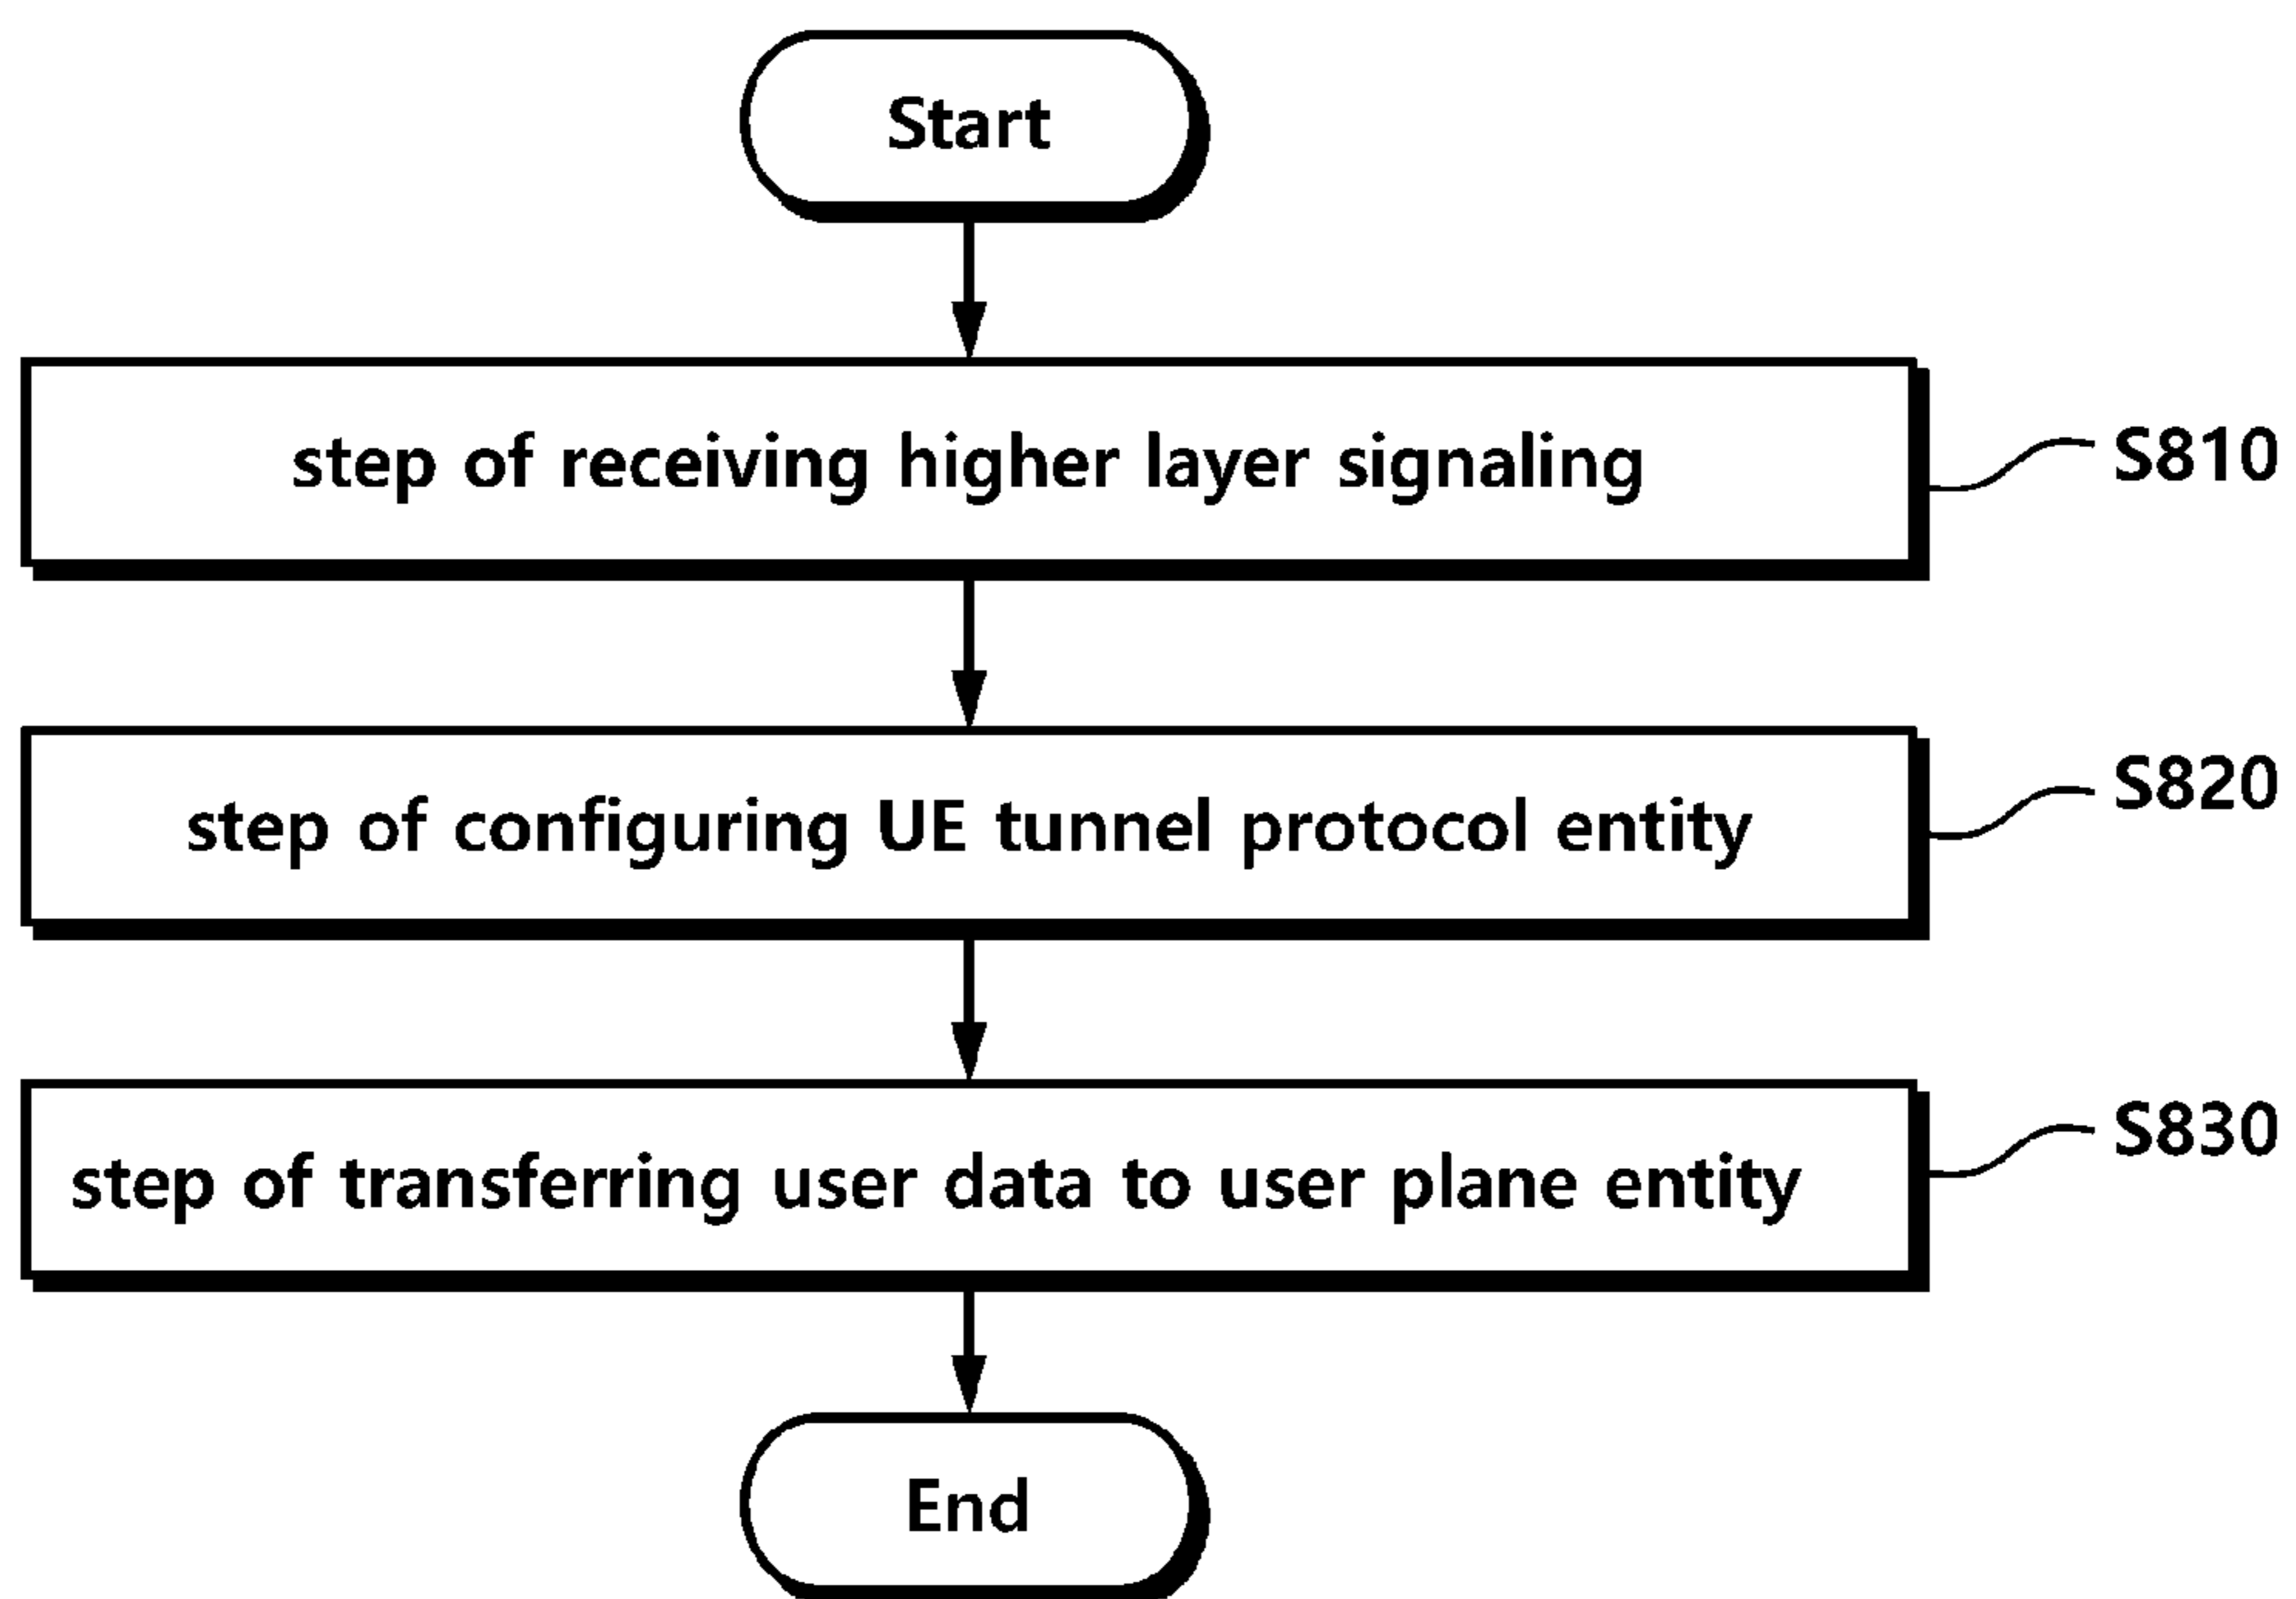 Start
step of receiving higher layer signaling
S810
step of configuring UE tunnel protocol entity
S820
step of transferring user data to user plane entity
S830
End